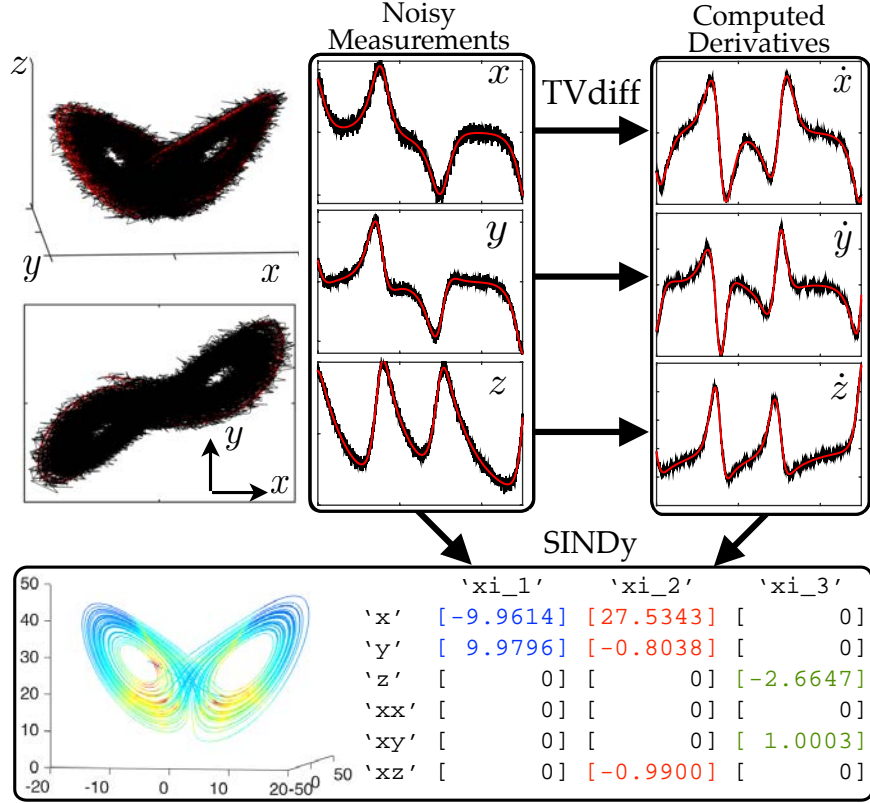 Noisy
Measurements
Computed
Derivatives
z
y
x
x
ẋ
TVdiff
y
ẏ
z
ż
y
x
SINDy
50
40
30
20
10
0
-20
-10
0
10
20
-50
0
50
'xi_1' 'xi_2' 'xi_3'
'x' [-9.9614] [27.5343] [ 0]
'y' [ 9.9796] [-0.8038] [ 0]
'z' [ 0] [ 0] [-2.6647]
'xx' [ 0] [ 0] [ 0]
'xy' [ 0] [ 0] [ 1.0003]
'xz' [ 0] [-0.9900] [ 0]